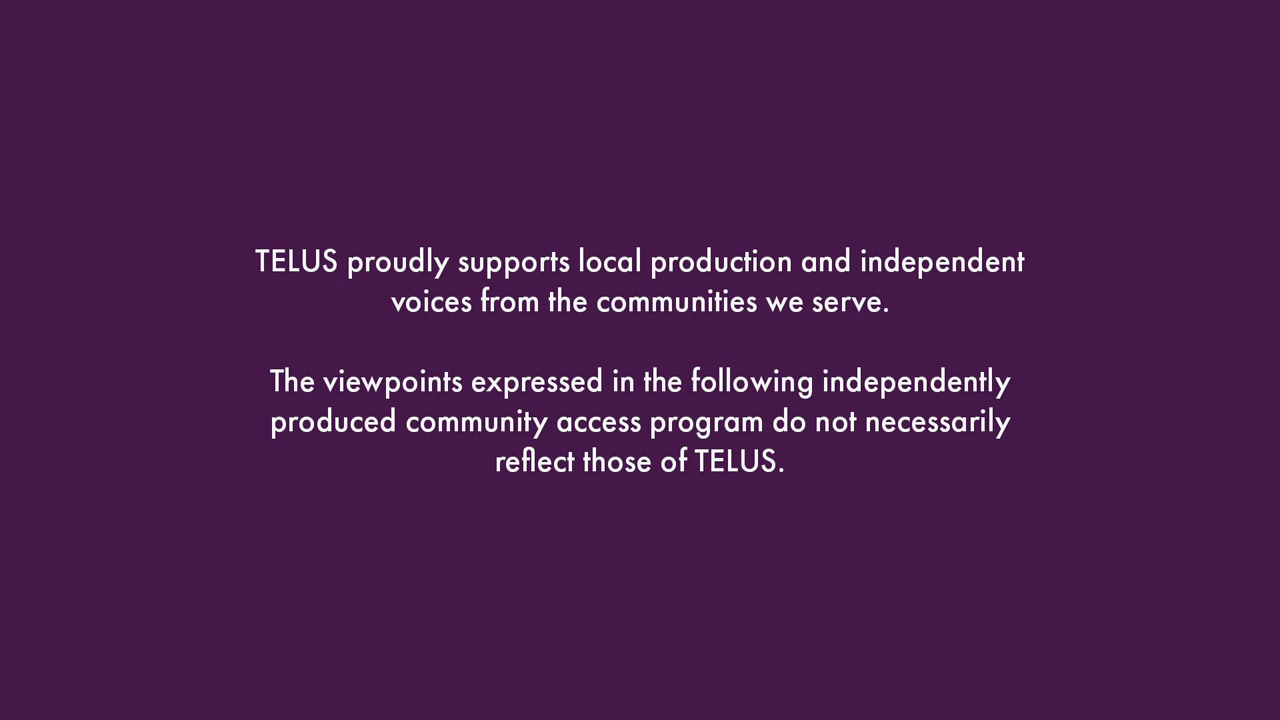 TELUS proudly supports local production and independent
voices from the communities we serve.
The viewpoints expressed in the following independently
produced community access program do not necessarily
reflect those of TELUS.